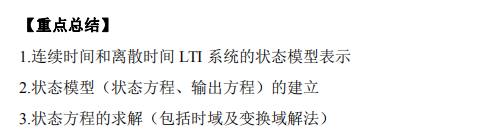 【重点总结】
1.连续时间和离散时间 LTI 系统的状态模型表示
2.状态模型（状态方程、输出方程）的建立
3.状态方程的求解（包括时域及变换域解法）